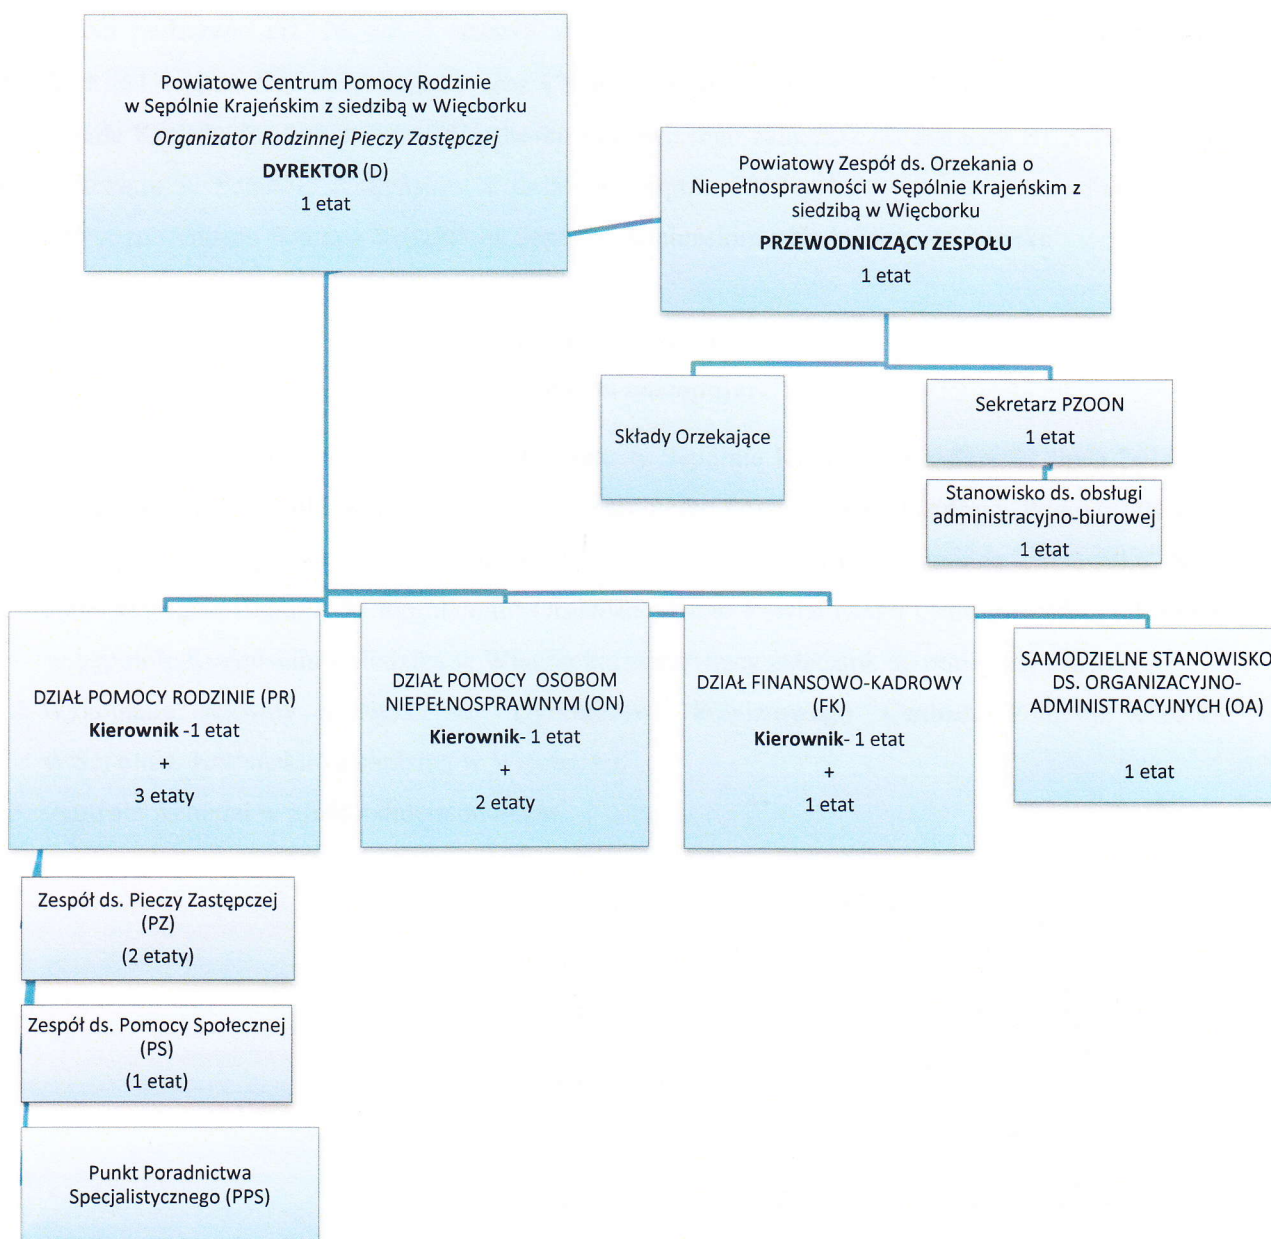 Powiatowe Centrum Pomocy Rodzinie
w Sępólnie Krajeńskim z siedzibą w Więcborku
Organizator Rodzinnej Pieczy Zastępczej
DYREKTOR (D)
1 etat
Powiatowy Zespół ds. Orzekania o
Niepełnosprawności w Sępólnie Krajeńskim z
siedzibą w Więcborku
PRZEWODNICZĄCY ZESPOŁU
1 etat
Składy Orzekające
Sekretarz PZOON
1 etat
Stanowisko ds. obsługi
administracyjno-biurowej
1 etat
DZIAŁ POMOCY RODZINIE (PR)
Kierownik -1 etat
+
3 etaty
DZIAŁ POMOCY OSOBOM
NIEPEŁNOSPRAWNYM (ON)
Kierownik- 1 etat
+
2 etaty
DZIAŁ FINANSOWO-KADROWY
(FK)
Kierownik- 1 etat
+
1 etat
SAMODZIELNE STANOWISKO
DS. ORGANIZACYJNO-
ADMINISTRACYJNYCH (OA)
1 etat
Zespół ds. Pieczy Zastępczej
(PZ)
(2 etaty)
Zespół ds. Pomocy Społecznej
(PS)
(1 etat)
Punkt Poradnictwa
Specjalistycznego (PPS)